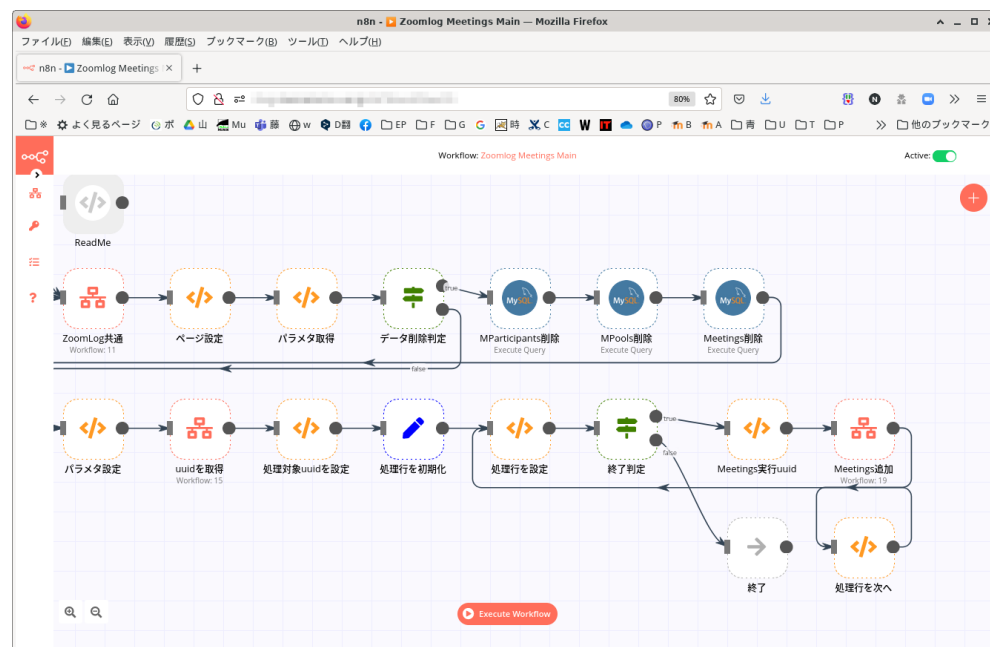 n8n - ▶ Zoomlog Meetings Main — Mozilla Firefox
ファイル(F) 編集(E) 表示(V) 履歴(S) ブックマーク(B) ツール(T) ヘルプ(H)
n8n - ▶ Zoomlog Meetings × +
80%
※ よく見るページ ポ 山 Mu 藤 w D翻 EP F G G 時 C cc W IT P B A 青 U T P 他のブックマーク
Workflow: Zoomlog Meetings Main
Active:
ReadMe
true
ZoomLog共通 ページ設定 パラメタ取得 データ削除判定 MParticipants削除 MPools削除 Meetings削除
Workflow: 11 Execute Query Execute Query Execute Query
MySQL MySQL MySQL
false
true
false
パラメタ設定 uuidを取得 処理対象uuidを設定 処理行を初期化 処理行を設定 終了判定 Meetings実行uuid Meetings追加
Workflow: 15 Workflow: 19
終了 処理行を次へ
Execute Workflow